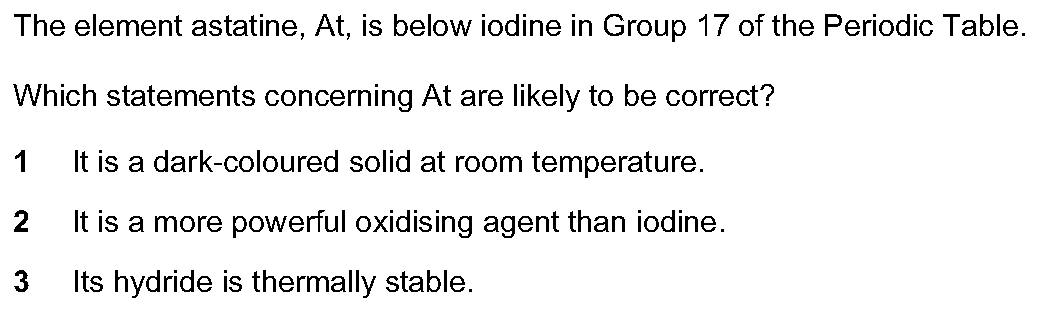 The element astatine, At, is below iodine in Group 17 of the Periodic Table.
Which statements concerning At are likely to be correct?
1 It is a dark-coloured solid at room temperature.
2 It is a more powerful oxidising agent than iodine.
3 Its hydride is thermally stable.